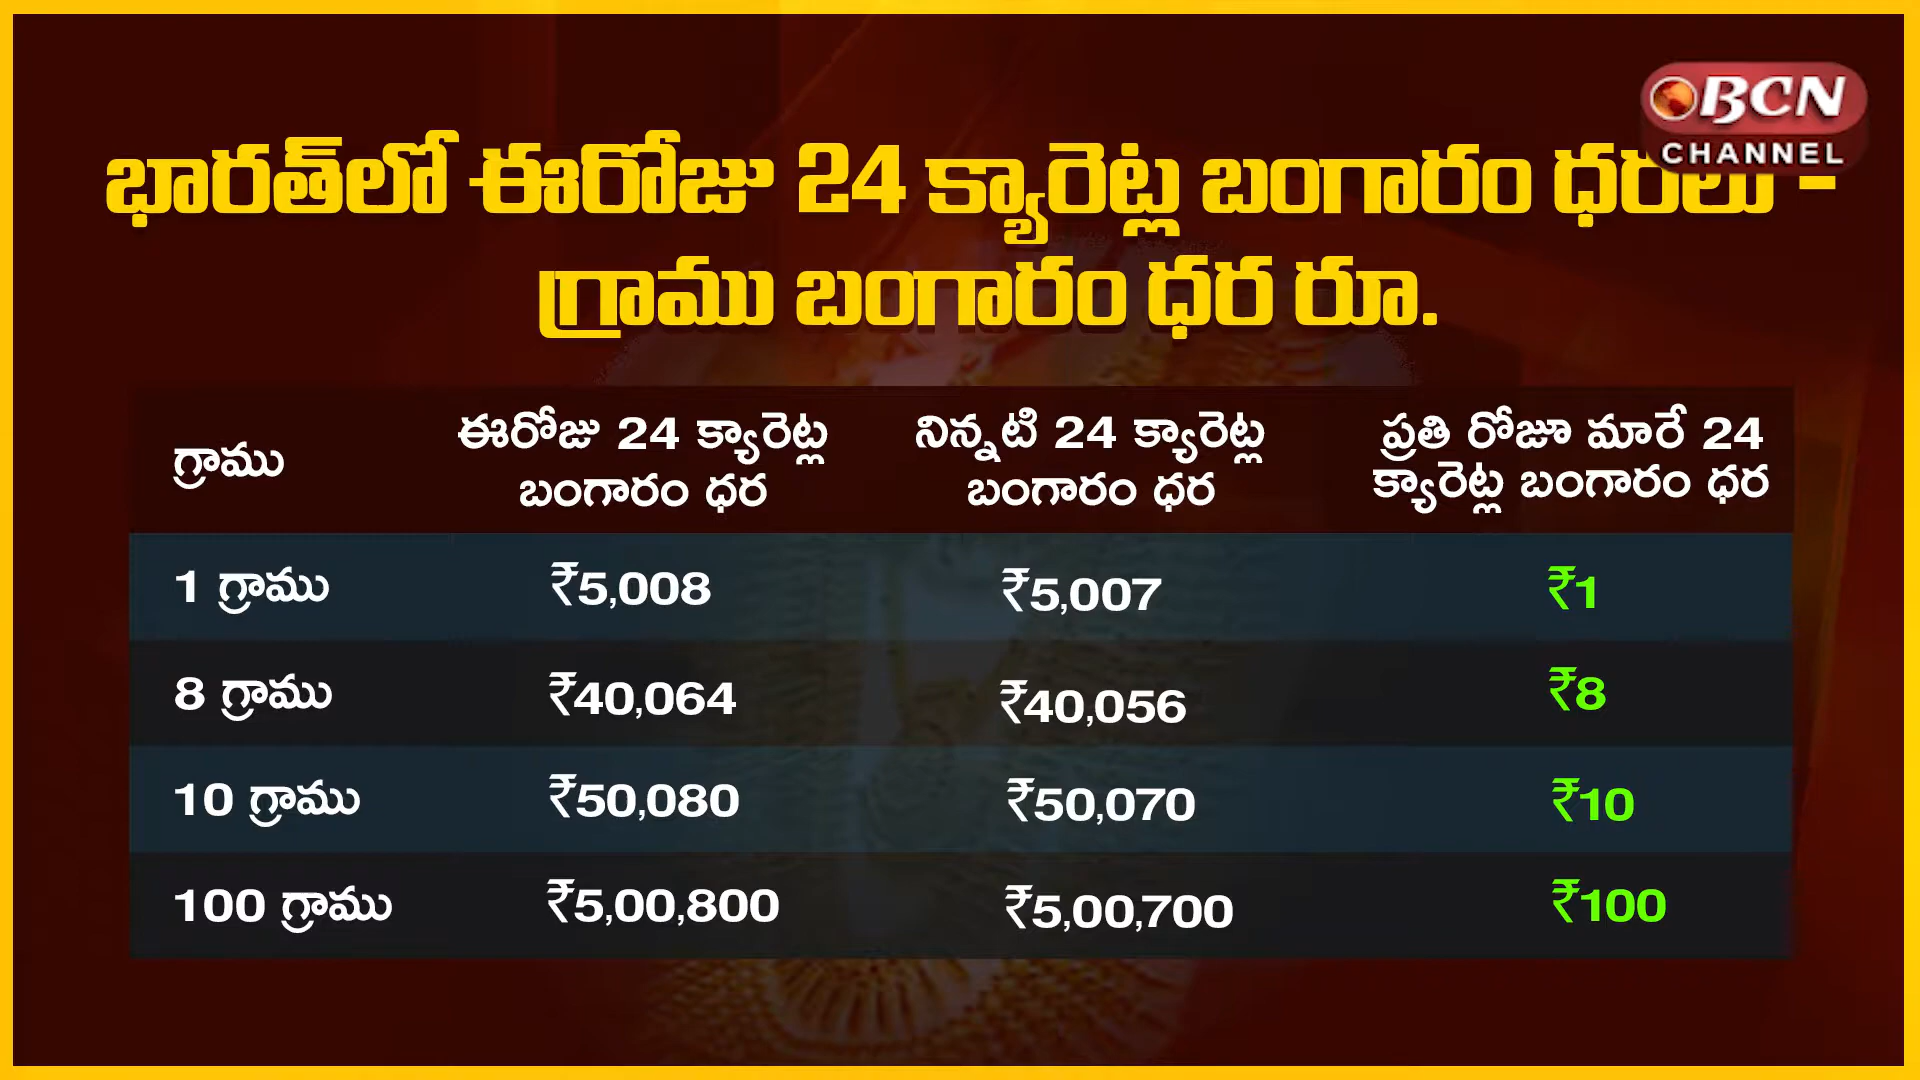 BCN
CHANNEL
భారత్‌లో ఈరోజు 24 క్యారెట్ల బంగారం ధరలు -
గ్రాము బంగారం ధర రూ.
గ్రాము
ఈరోజు 24 క్యారెట్ల
బంగారం ధర
నిన్నటి 24 క్యారెట్ల
బంగారం ధర
ప్రతి రోజూ మారే 24
క్యారెట్ల బంగారం ధర
1 గ్రాము ₹5,008 ₹5,007 ₹1
8 గ్రాము ₹40,064 ₹40,056 ₹8
10 గ్రాము ₹50,080 ₹50,070 ₹10
100 గ్రాము ₹5,00,800 ₹5,00,700 ₹100